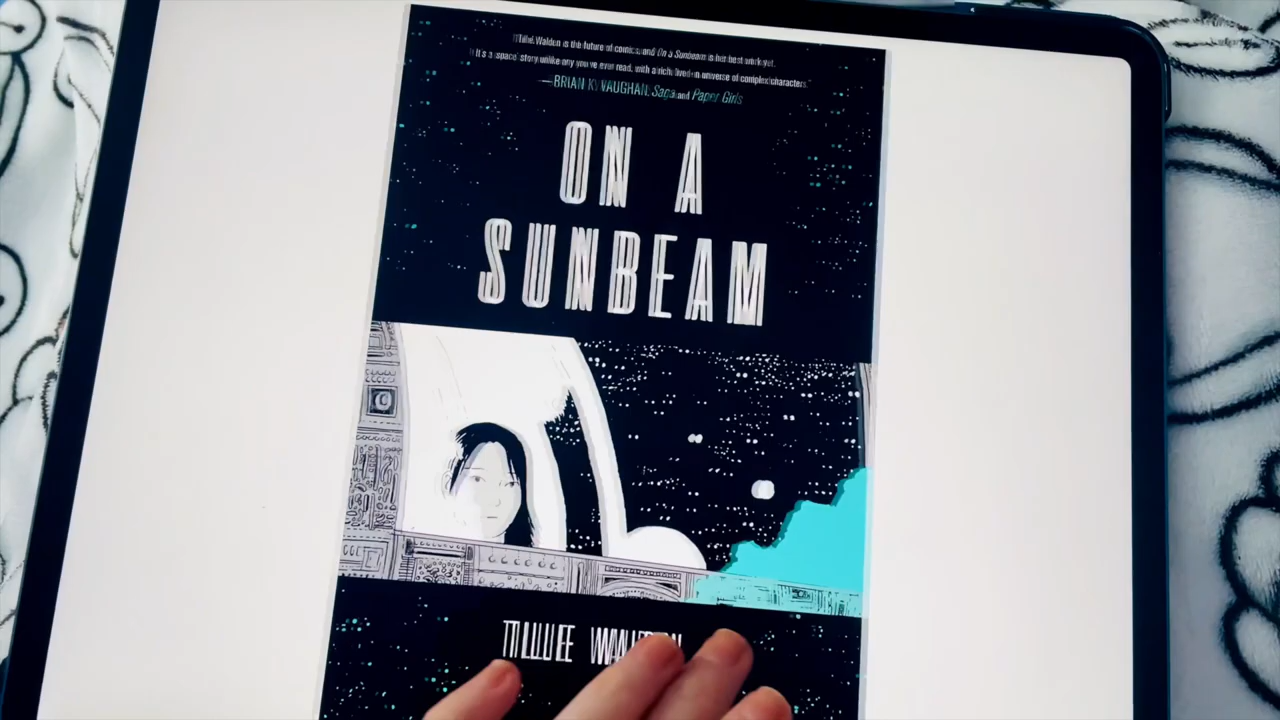 "Tillie Walden is the future of comics, and On a Sunbeam is her best work yet.
It's a 'space' story unlike any you've ever read, with a rich, lived-in universe of complex characters."
—BRIAN K. VAUGHAN, Saga and Paper Girls
ON A
SUNBEAM
TILLIE WALDEN